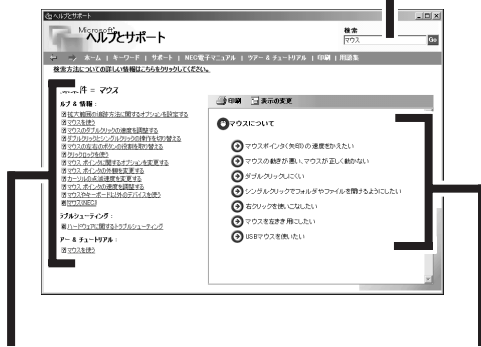 ヘルプとサポート
Microsoft
ヘルプとサポート
検索
マウス
Go
ホーム | キーワード | サポート | NEC電子マニュアル | ツアー & チュートリアル | 印刷 | 用語集
検索方法についての詳しい情報はこちらをクリックしてください。
条件 = マウス
ルプ & 情報:
拡大範囲の追跡方法に関するオプションを設定する
マウスを使う
マウスのダブルクリックの速度を調整する
ダブルクリックとシングルクリックの操作を切り替える
マウスの左右のボタンの役割を取り替える
クリックロックを使う
マウス ポインタに関するオプションを変更する
マウス ポインタの外観を変更する
カーソルの点滅速度を変更する
マウス ポインタの速度を調整する
マウスやキーボード以外のデバイスを使う
マウス(NEC)
ラブルシューティング:
ハードウェアに関するトラブルシューティング
アー & チュートリアル:
マウスを使う
印刷 表示の変更
マウスについて
マウスポインタ(矢印)の速度をかえたい
マウスの動きが悪い、マウスが正しく動かない
ダブルクリックしにくい
シングルクリックでフォルダやファイルを開けるようにしたい
右クリックを使いこなしたい
マウスを左きき用にしたい
USBマウスを使いたい